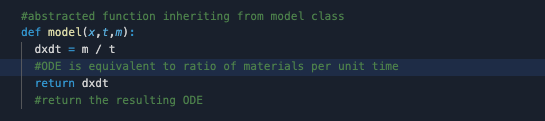 #abstracted function inheriting from model class
def model(x,t,m):
dxdt = m / t
#ODE is equivalent to ratio of materials per unit time
return dxdt
#return the resulting ODE